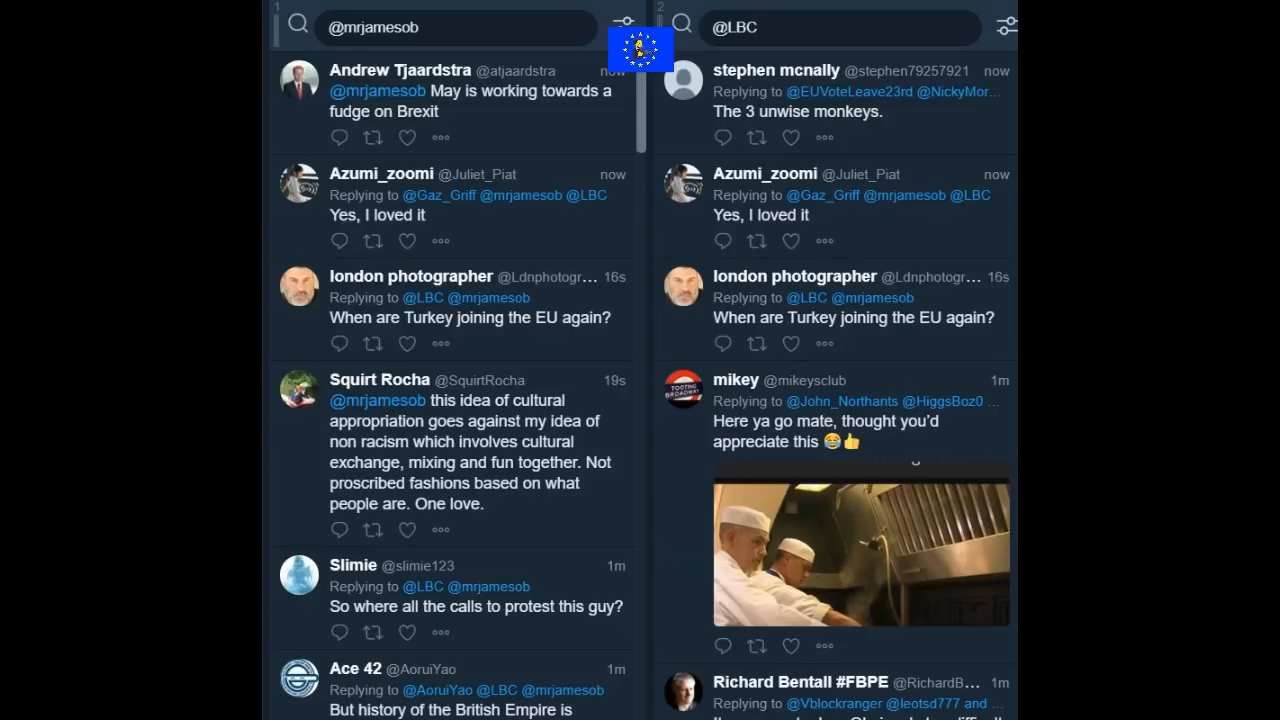 1
@mrjamesob
Andrew Tjaardstra @atjaardstra now
@mrjamesob May is working towards a
fudge on Brexit
Azumi_zoomi @Juliet_Piat now
Replying to @Gaz_Griff @mrjamesob @LBC
Yes, I loved it
london photographer @Ldnphotogr... 16s
Replying to @LBC @mrjamesob
When are Turkey joining the EU again?
Squirt Rocha @SquirtRocha 19s
@mrjamesob this idea of cultural
appropriation goes against my idea of
non racism which involves cultural
exchange, mixing and fun together. Not
proscribed fashions based on what
people are. One love.
Slimie @slimie123 1m
Replying to @LBC @mrjamesob
So where all the calls to protest this guy?
Ace 42 @AoruiYao 1m
Replying to @AoruiYao @LBC @mrjamesob
But history of the British Empire is
2
@LBC
stephen mcnally @stephen79257921 now
Replying to @EUVoteLeave23rd @NickyMor...
The 3 unwise monkeys.
Azumi_zoomi @Juliet_Piat now
Replying to @Gaz_Griff @mrjamesob @LBC
Yes, I loved it
london photographer @Ldnphotogr... 16s
Replying to @LBC @mrjamesob
When are Turkey joining the EU again?
mikey @mikeysclub 1m
Replying to @John_Northants @HiggsBoz0 ...
Here ya go mate, thought you'd
appreciate this 😂👍
TOOTING
BROADWAY
Richard Bentall #FBPE @RichardB... 1m
Replying to @Vblockranger @leotsd777 and ...